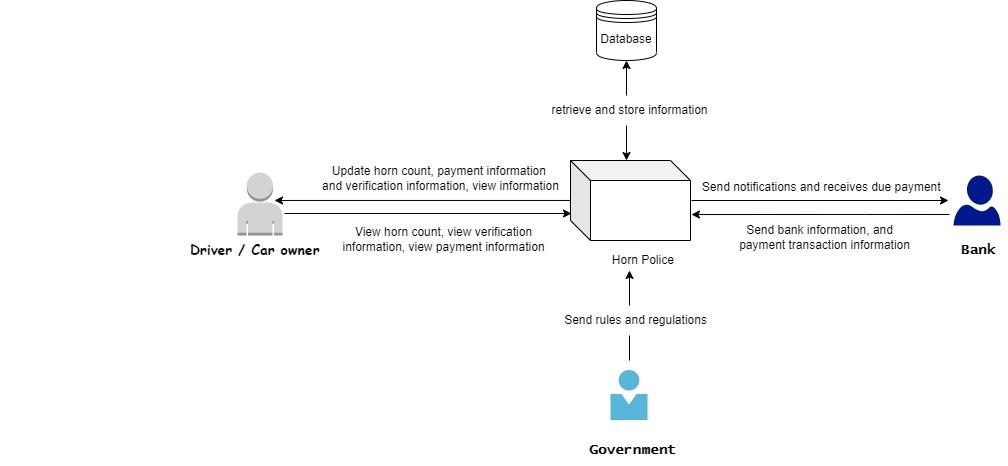 Database
retrieve and store information
Update horn count, payment information
and verification information, view information
Send notifications and receives due payment
View horn count, view verification
information, view payment information
Send bank information, and
payment transaction information
Driver / Car owner
Bank
Horn Police
Send rules and regulations
Government